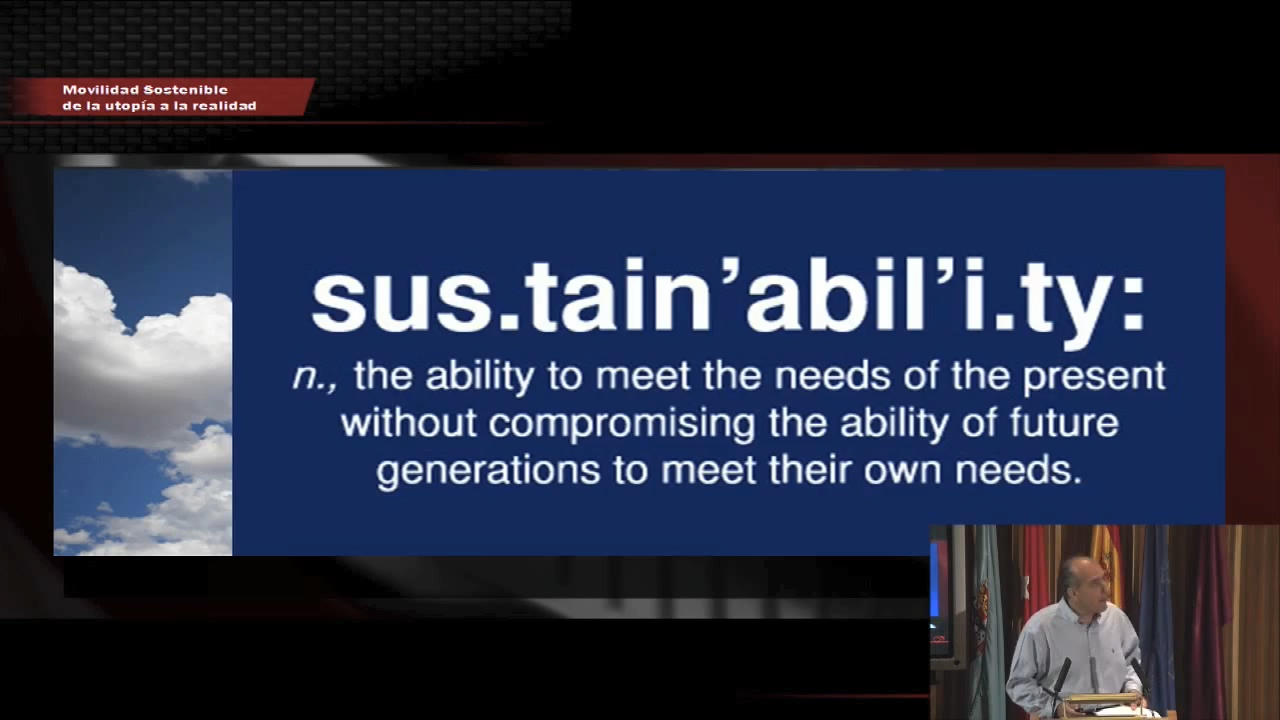 Movilidad Sostenible
de la utopía a la realidad
sus.tain’abil’i.ty:
n., the ability to meet the needs of the present
without compromising the ability of future
generations to meet their own needs.